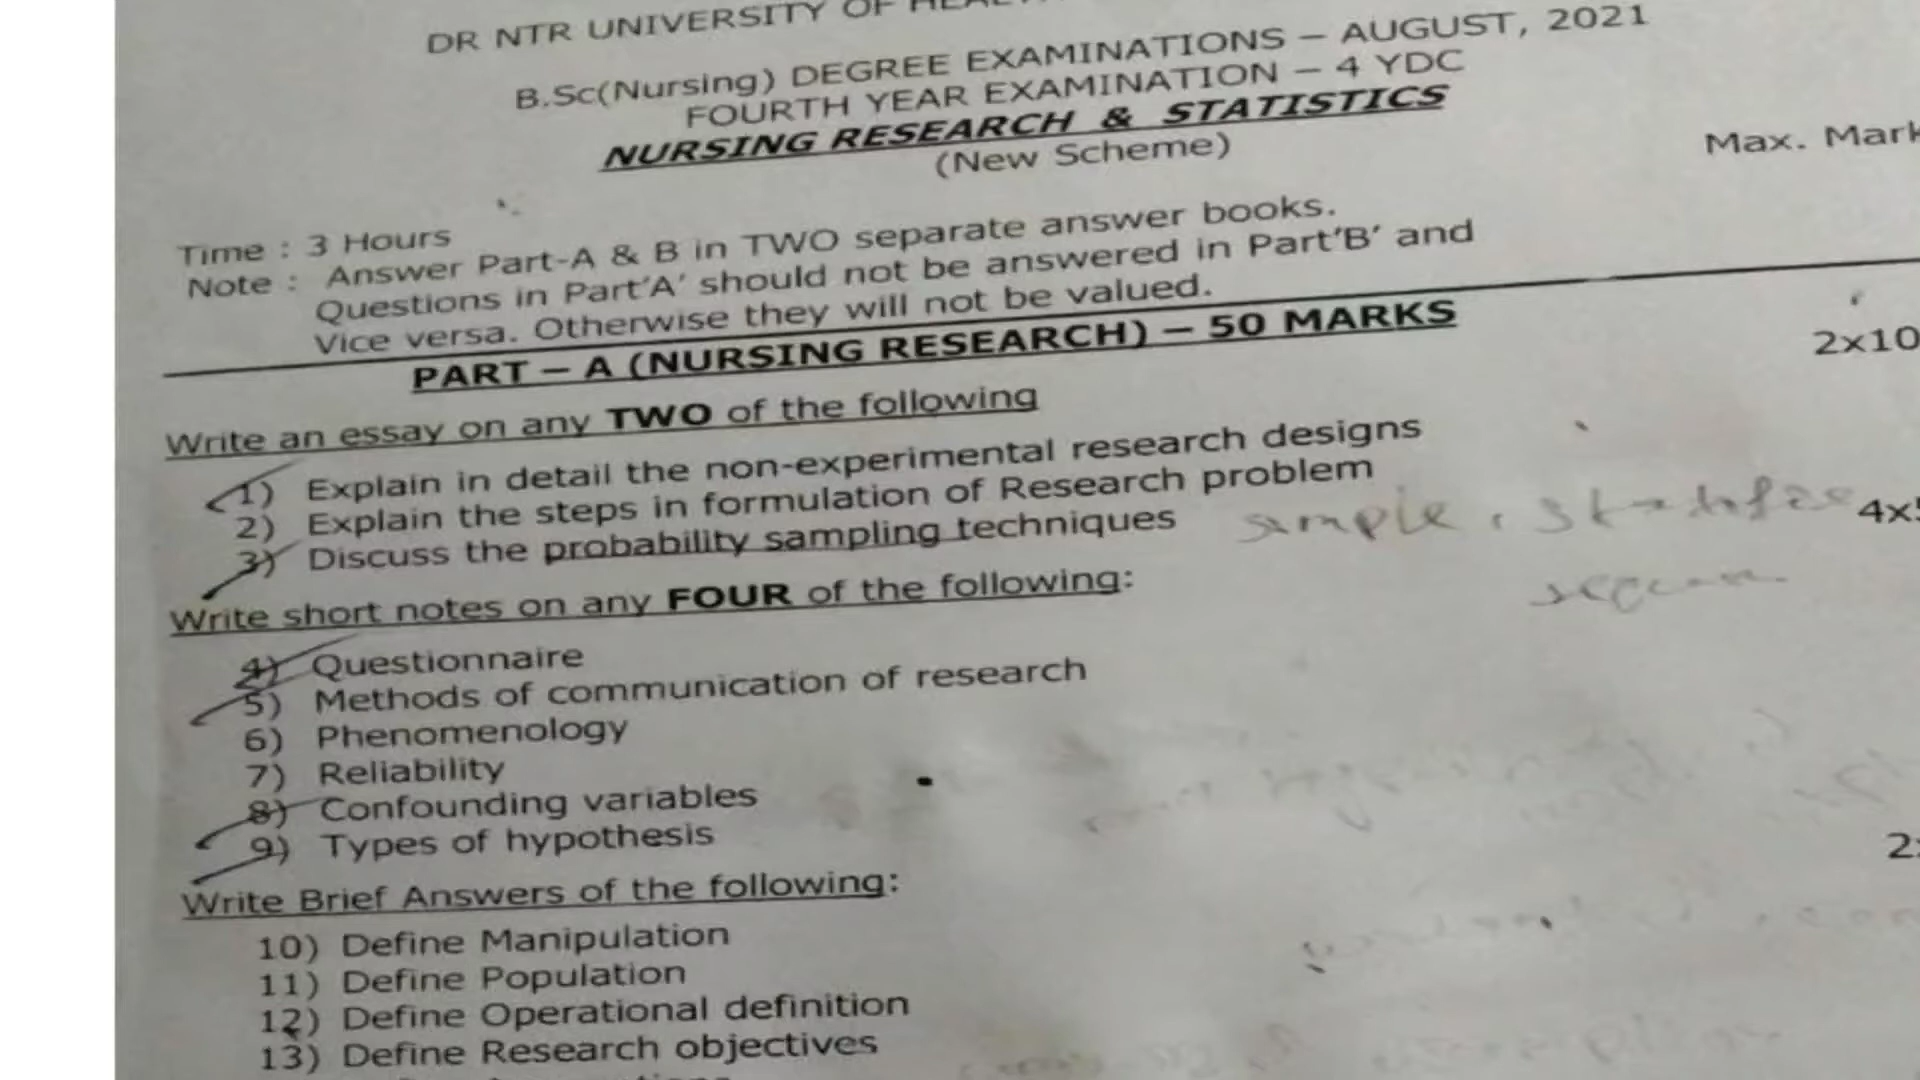 DR NTR UNIVERSITY OF
B.Sc(Nursing) DEGREE EXAMINATIONS – AUGUST, 2021
FOURTH YEAR EXAMINATION – 4 YDC
NURSING RESEARCH & STATISTICS
(New Scheme)
Max. Mark
Time : 3 Hours
Note : Answer Part-A & B in TWO separate answer books.
Questions in Part'A' should not be answered in Part'B' and
Vice versa. Otherwise they will not be valued.
PART – A (NURSING RESEARCH) – 50 MARKS
2x10
Write an essay on any TWO of the following
1) Explain in detail the non-experimental research designs
2) Explain the steps in formulation of Research problem
3) Discuss the probability sampling techniques
sample
4x5
Write short notes on any FOUR of the following:
4) Questionnaire
5) Methods of communication of research
6) Phenomenology
7) Reliability
8) Confounding variables
9) Types of hypothesis
Write Brief Answers of the following:
10) Define Manipulation
11) Define Population
12) Define Operational definition
13) Define Research objectives